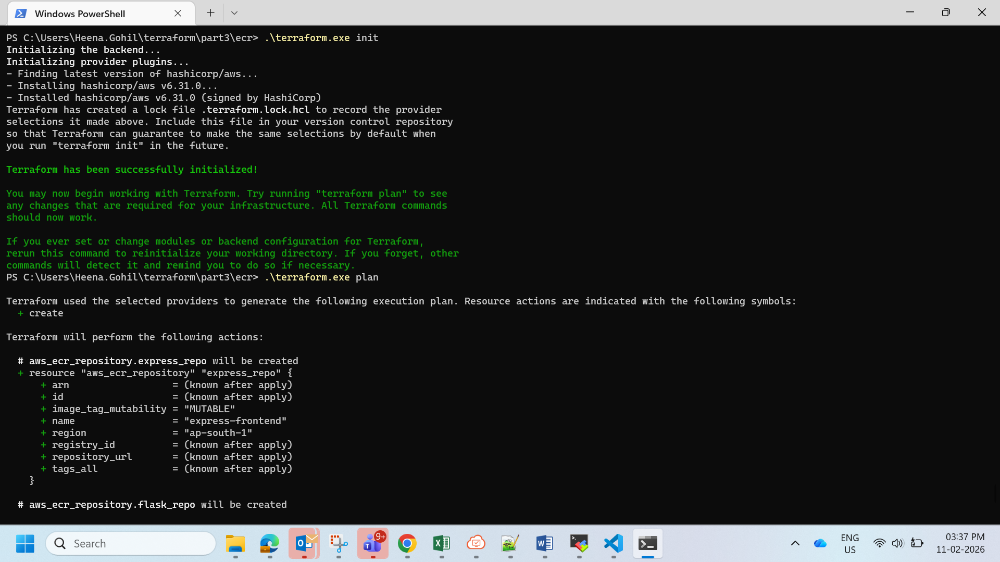 Windows PowerShell
PS C:\Users\Heena.Gohil\terraform\part3\ecr> .\terraform.exe init
Initializing the backend...
Initializing provider plugins...
- Finding latest version of hashicorp/aws...
- Installing hashicorp/aws v6.31.0...
- Installed hashicorp/aws v6.31.0 (signed by HashiCorp)
Terraform has created a lock file .terraform.lock.hcl to record the provider
selections it made above. Include this file in your version control repository
so that Terraform can guarantee to make the same selections by default when
you run "terraform init" in the future.
Terraform has been successfully initialized!
You may now begin working with Terraform. Try running "terraform plan" to see
any changes that are required for your infrastructure. All Terraform commands
should now work.
If you ever set or change modules or backend configuration for Terraform,
rerun this command to reinitialize your working directory. If you forget, other
commands will detect it and remind you to do so if necessary.
PS C:\Users\Heena.Gohil\terraform\part3\ecr> .\terraform.exe plan
Terraform used the selected providers to generate the following execution plan. Resource actions are indicated with the following symbols:
  + create
Terraform will perform the following actions:
  # aws_ecr_repository.express_repo will be created
  + resource "aws_ecr_repository" "express_repo" {
      + arn                  = (known after apply)
      + id                   = (known after apply)
      + image_tag_mutability = "MUTABLE"
      + name                 = "express-frontend"
      + region               = "ap-south-1"
      + registry_id          = (known after apply)
      + repository_url       = (known after apply)
      + tags_all             = (known after apply)
    }
  # aws_ecr_repository.flask_repo will be created
Search
9+
ENG
US
03:37 PM
11-02-2026